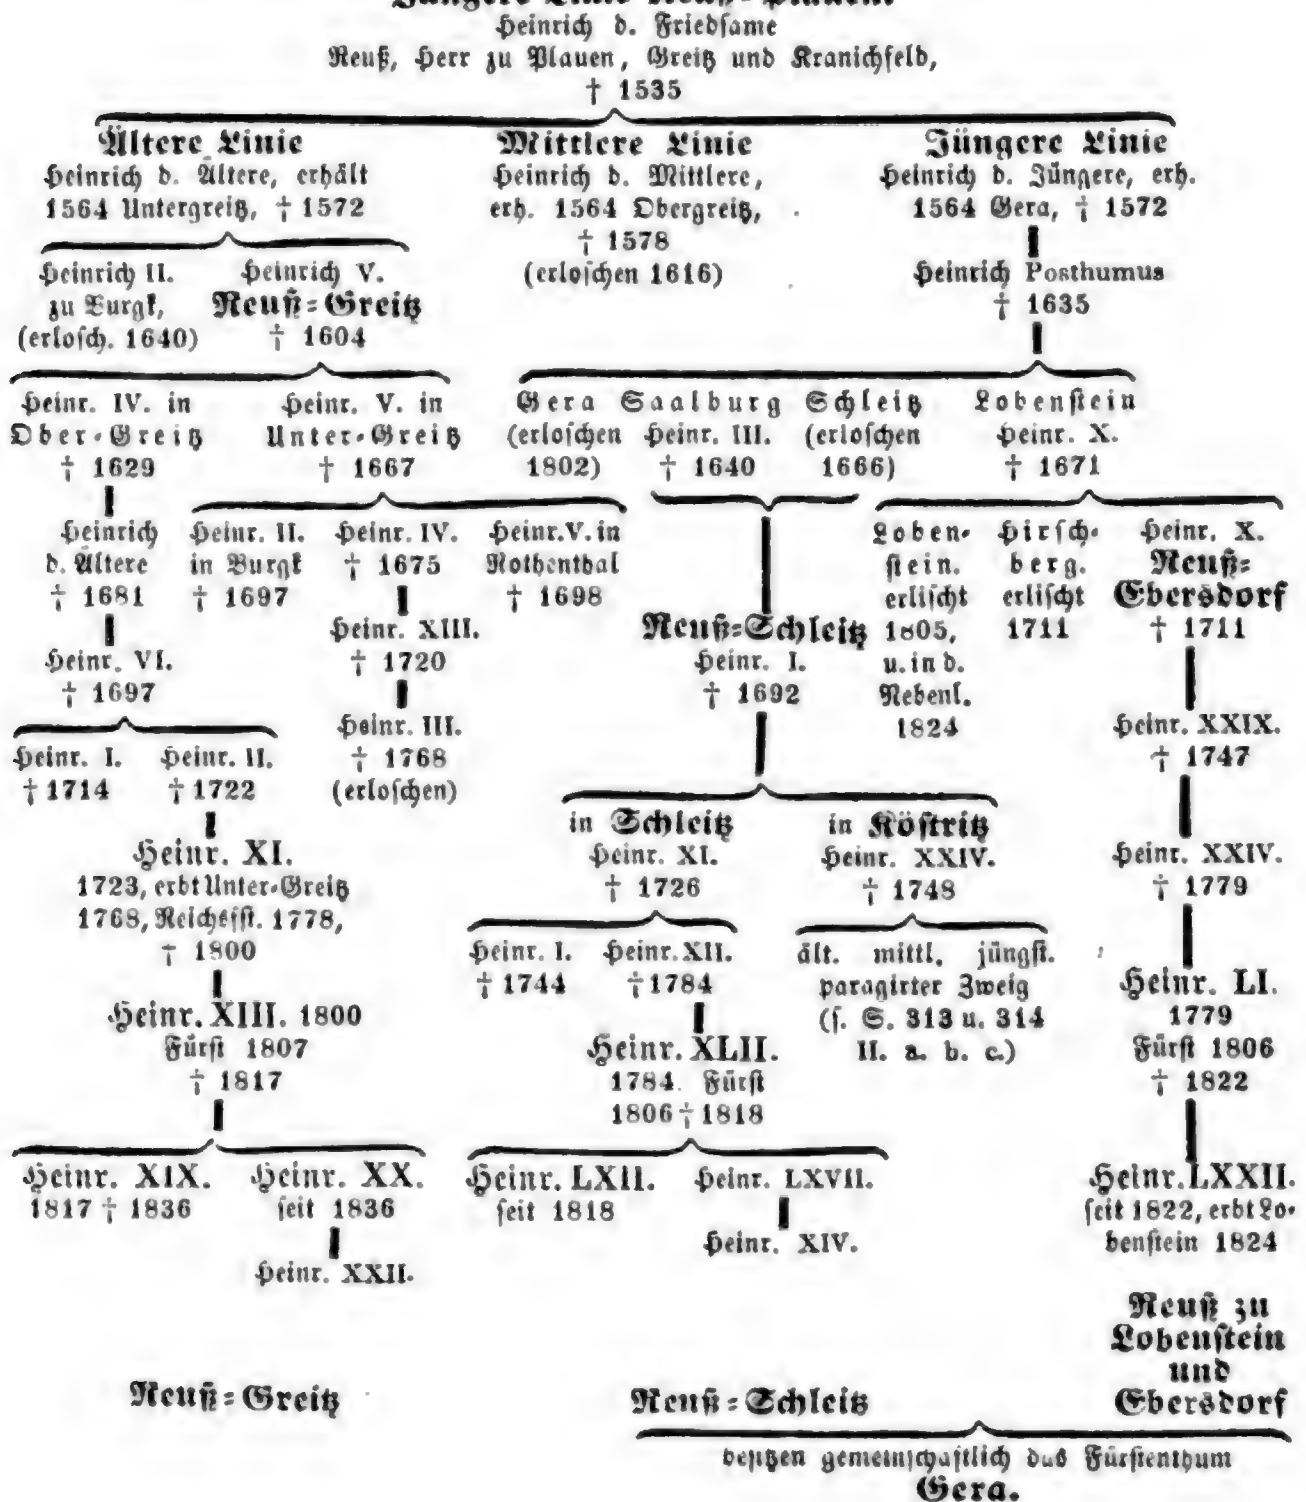 Jüngere Linie Reuß-Plauen.
Heinrich d. Friedsame
Reuß, Herr zu Plauen, Greitz und Kranichfeld,
† 1535
Ältere Linie
Heinrich d. Ältere, erhält
1564 Untergreitz, † 1572
Mittlere Linie
Heinrich d. Mittlere,
erh. 1564 Obergreitz,
† 1578
(erloschen 1616)
Jüngere Linie
Heinrich d. Jüngere, erh.
1564 Gera, † 1572
Heinrich II.
zu Burgk,
(erlosch. 1640)
Heinrich V.
Reuß-Greitz
† 1604
Heinrich Posthumus
† 1635
Heinr. IV. in
Ober-Greitz
† 1629
Heinr. V. in
Unter-Greitz
† 1667
Gera
(erloschen
1802)
Saalburg
Heinr. III.
† 1640
Schleitz
(erloschen
1666)
Lobenstein
Heinr. X.
† 1671
Heinrich
d. Ältere
† 1681
Heinr. II.
in Burgk
† 1697
Heinr. IV.
† 1675
Heinr. V. in
Rothenthal
† 1698
Loben-
stein.
erlischt
1805,
u. in d.
Nebenl.
1824
Hirsch-
berg.
erlischt
1711
Heinr. X.
Reuß-
Ebersdorf
† 1711
Heinr. XIII.
† 1720
Reuß-Schleitz
Heinr. I.
† 1692
Heinr. VI.
† 1697
Heinr. III.
† 1768
(erloschen)
Heinr. XXIX.
† 1747
Heinr. I.
† 1714
Heinr. II.
† 1722
in Schleitz
Heinr. XI.
† 1726
in Köstritz
Heinr. XXIV.
† 1748
Heinr. XXIV.
† 1779
Heinr. XI.
1723, erbt Unter-Greitz
1768, Reichsfst. 1778,
† 1800
Heinr. I.
† 1744
Heinr. XII.
† 1784
ält. mittl. jüngst.
paragirter Zweig
(s. S. 313 u. 314
II. a. b. c.)
Heinr. LI.
1779
Fürst 1806
† 1822
Heinr. XIII. 1800
Fürst 1807
† 1817
Heinr. XLII.
1784 Fürst
1806 † 1818
Heinr. XIX.
1817 † 1836
Heinr. XX.
seit 1836
Heinr. LXII.
seit 1818
Heinr. LXVII.
Heinr. LXXII.
seit 1822, erbt Lo-
benstein 1824
Heinr. XXII.
Heinr. XIV.
Reuß-Greitz
Reuß-Schleitz
Reuß zu
Lobenstein
und
Ebersdorf
besitzen gemeinschaftlich das Fürstenthum
Gera.